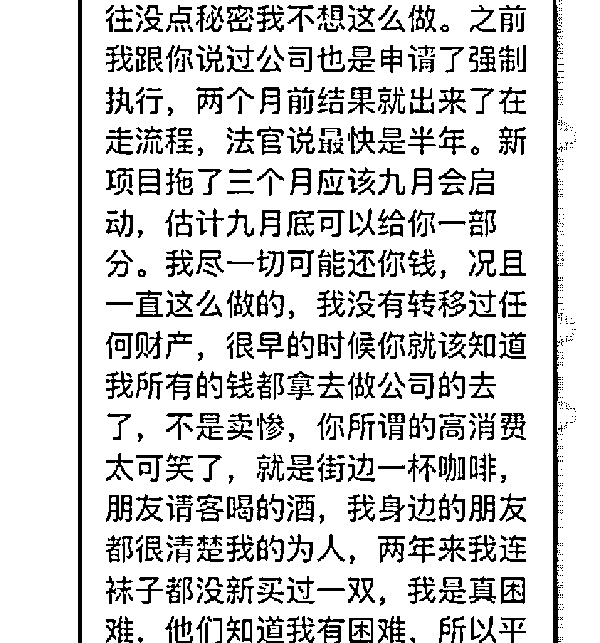 往没点秘密我不想这么做。之前
我跟你说过公司也是申请了强制
执行，两个月前结果就出来了在
走流程，法官说最快是半年。新
项目拖了三个月应该九月会启
动，估计九月底可以给你一部
分。我尽一切可能还你钱，况且
一直这么做的，我没有转移过任
何财产，很早的时候你就该知道
我所有的钱都拿去做公司的去
了，不是卖惨，你所谓的高消费
太可笑了，就是街边一杯咖啡，
朋友请客喝的酒，我身边的朋友
都很清楚我的为人，两年来我连
袜子都没新买过一双，我是真困
难，他们知道我有困难，所以平